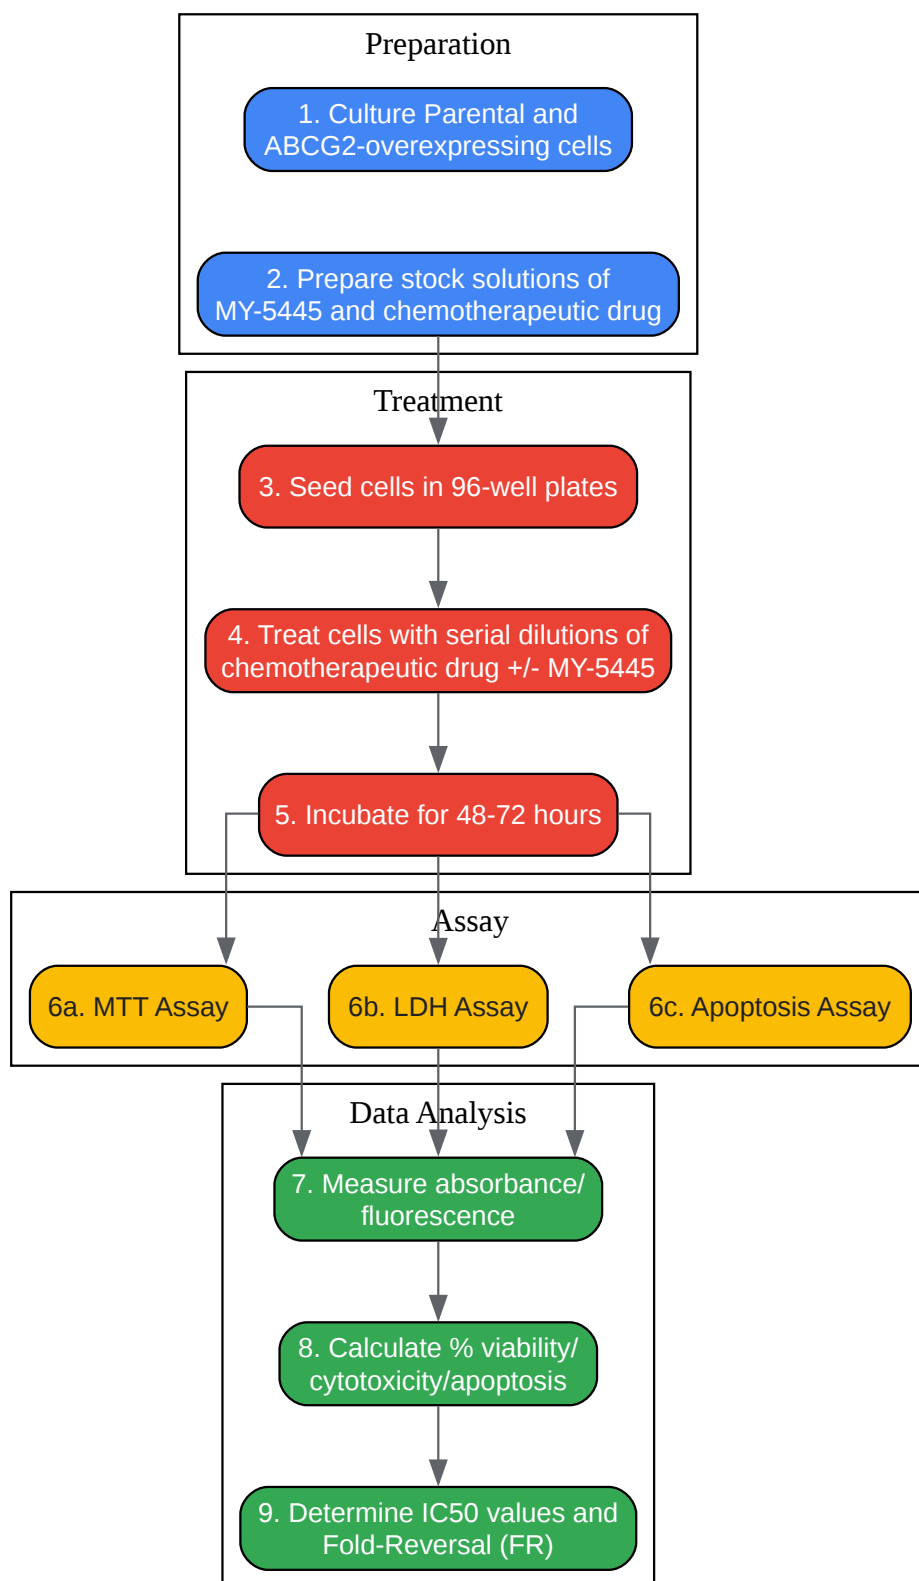 Preparation
1. Culture Parental and
ABCG2-overexpressing cells
2. Prepare stock solutions of
MY-5445 and chemotherapeutic drug
Treatment
3. Seed cells in 96-well plates
4. Treat cells with serial dilutions of
chemotherapeutic drug +/- MY-5445
5. Incubate for 48-72 hours
Assay
6a. MTT Assay
6b. LDH Assay
6c. Apoptosis Assay
Data Analysis
7. Measure absorbance/
fluorescence
8. Calculate % viability/
cytotoxicity/apoptosis
9. Determine IC50 values and
Fold-Reversal (FR)